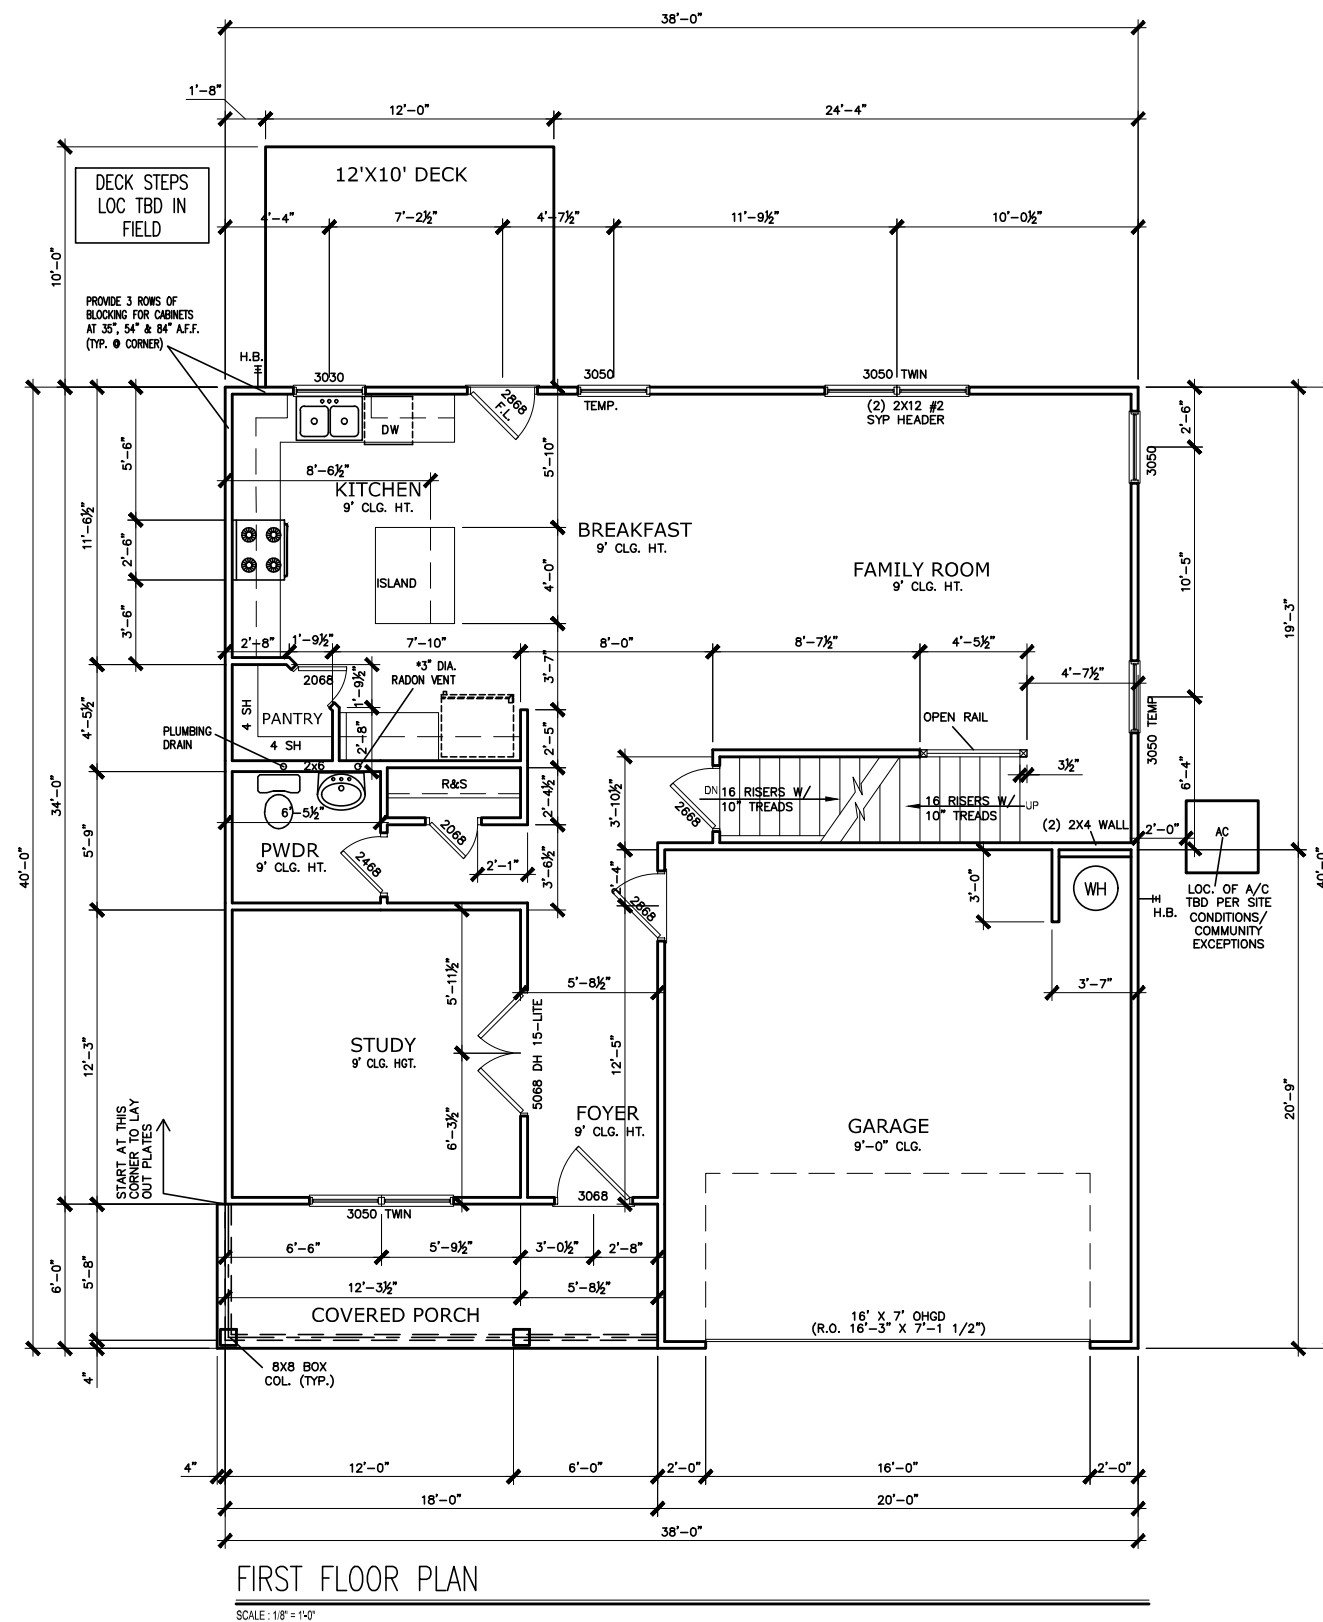 38'-0"
1'-8"
12'-0"
24'-4"
12'X10' DECK
DECK STEPS
LOC TBD IN
FIELD
4'-4"
7'-2½"
4'-7½"
11'-9½"
10'-0½"
10'-0"
PROVIDE 3 ROWS OF
BLOCKING FOR CABINETS
AT 35", 54" & 84" A.F.F.
(TYP. @ CORNER)
H.B.
3030
2868
F.L.
3050
TEMP.
3050 TWIN
(2) 2X12 #2
SYP HEADER
DW
2'-6"
3050
5'-6"
8'-6½"
5'-10"
KITCHEN
9' CLG. HT.
BREAKFAST
9' CLG. HT.
FAMILY ROOM
9' CLG. HT.
11'-6½"
2'-6"
ISLAND
4'-0"
10'-5"
19'-3"
3'-6"
2'-8"
1'-9½"
7'-10"
8'-0"
8'-7½"
4'-5½"
*3" DIA.
RADON VENT
2068
1'-9½"
3'-7"
4'-7½"
4 SH
PANTRY
4 SH
4'-5½"
PLUMBING
DRAIN
2'-8"
2'-5"
OPEN RAIL
3050 TEMP
2x6
3½"
6'-4"
34'-0"
40'-0"
R&S
2'-4½"
3'-10½"
DN
16 RISERS W/
10" TREADS
16 RISERS W/
10" TREADS
UP
2668
6'-5½"
2068
(2) 2X4 WALL
2'-0"
AC
5'-9"
PWDR
9' CLG. HT.
2468
2'-1"
3'-6½"
2'-4"
2868
3'-0"
WH
H.B.
LOC. OF A/C
TBD PER SITE
CONDITIONS/
COMMUNITY
EXCEPTIONS
40'-0"
5'-11½"
5'-8½"
3'-7"
STUDY
9' CLG. HGT.
5068 DH 15-LITE
12'-3"
12'-5"
20'-9"
FOYER
9' CLG. HT.
GARAGE
9'-0" CLG.
6'-3½"
START AT THIS
CORNER TO LAY
OUT PLATES
3068
3050 TWIN
6'-6"
5'-9½"
3'-0½"
2'-8"
6'-0"
5'-8"
12'-3½"
5'-8½"
COVERED PORCH
16' X 7' OHGD
(R.O. 16'-3" X 7'-1 1/2")
8X8 BOX
COL. (TYP.)
4"
4"
12'-0"
6'-0"
2'-0"
16'-0"
2'-0"
18'-0"
20'-0"
38'-0"
FIRST FLOOR PLAN
SCALE : 1/8" = 1'-0"